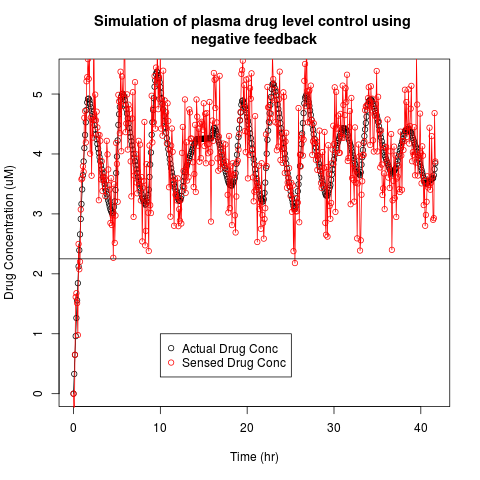 Simulation of plasma drug level control using
negative feedback
Drug Concentration (uM)
5
4
3
2
1
0
Actual Drug Conc
Sensed Drug Conc
0 10 20 30 40
Time (hr)